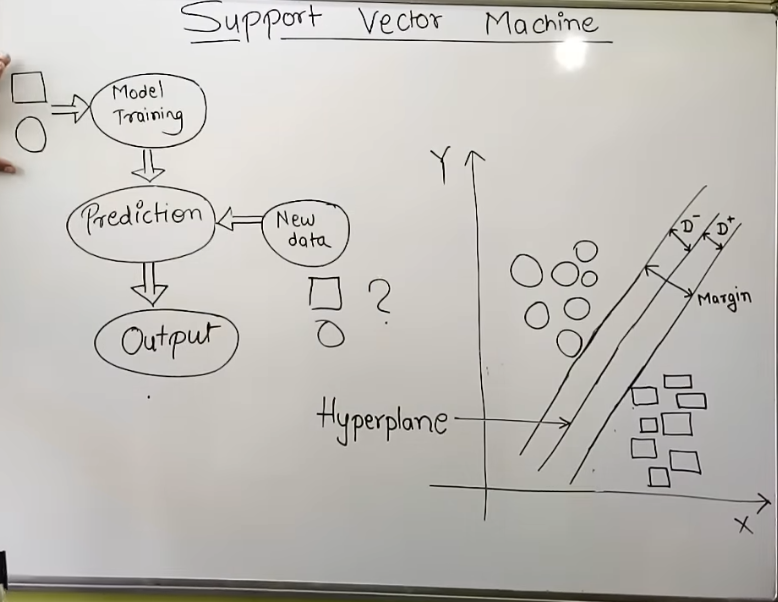 Support Vector Machine
Model
Training
Prediction
New
data
?
Output
Y
D⁻
D⁺
Margin
Hyperplane
X